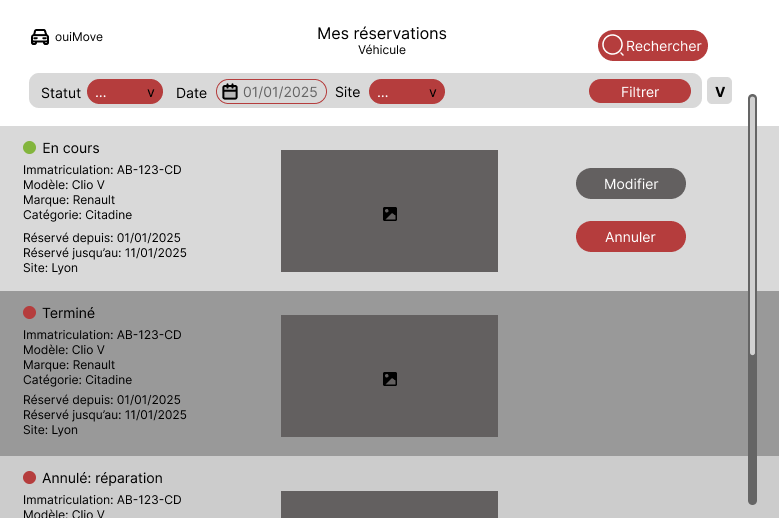 ouiMove
Mes réservations
Véhicule
Rechercher
Statut ... v Date 01/01/2025 Site ... v Filtrer v
En cours
Immatriculation: AB-123-CD
Modèle: Clio V
Marque: Renault
Catégorie: Citadine
Réservé depuis: 01/01/2025
Réservé jusqu’au: 11/01/2025
Site: Lyon
Modifier
Annuler
Terminé
Immatriculation: AB-123-CD
Modèle: Clio V
Marque: Renault
Catégorie: Citadine
Réservé depuis: 01/01/2025
Réservé jusqu’au: 11/01/2025
Site: Lyon
Annulé: réparation
Immatriculation: AB-123-CD
Modèle: Clio V